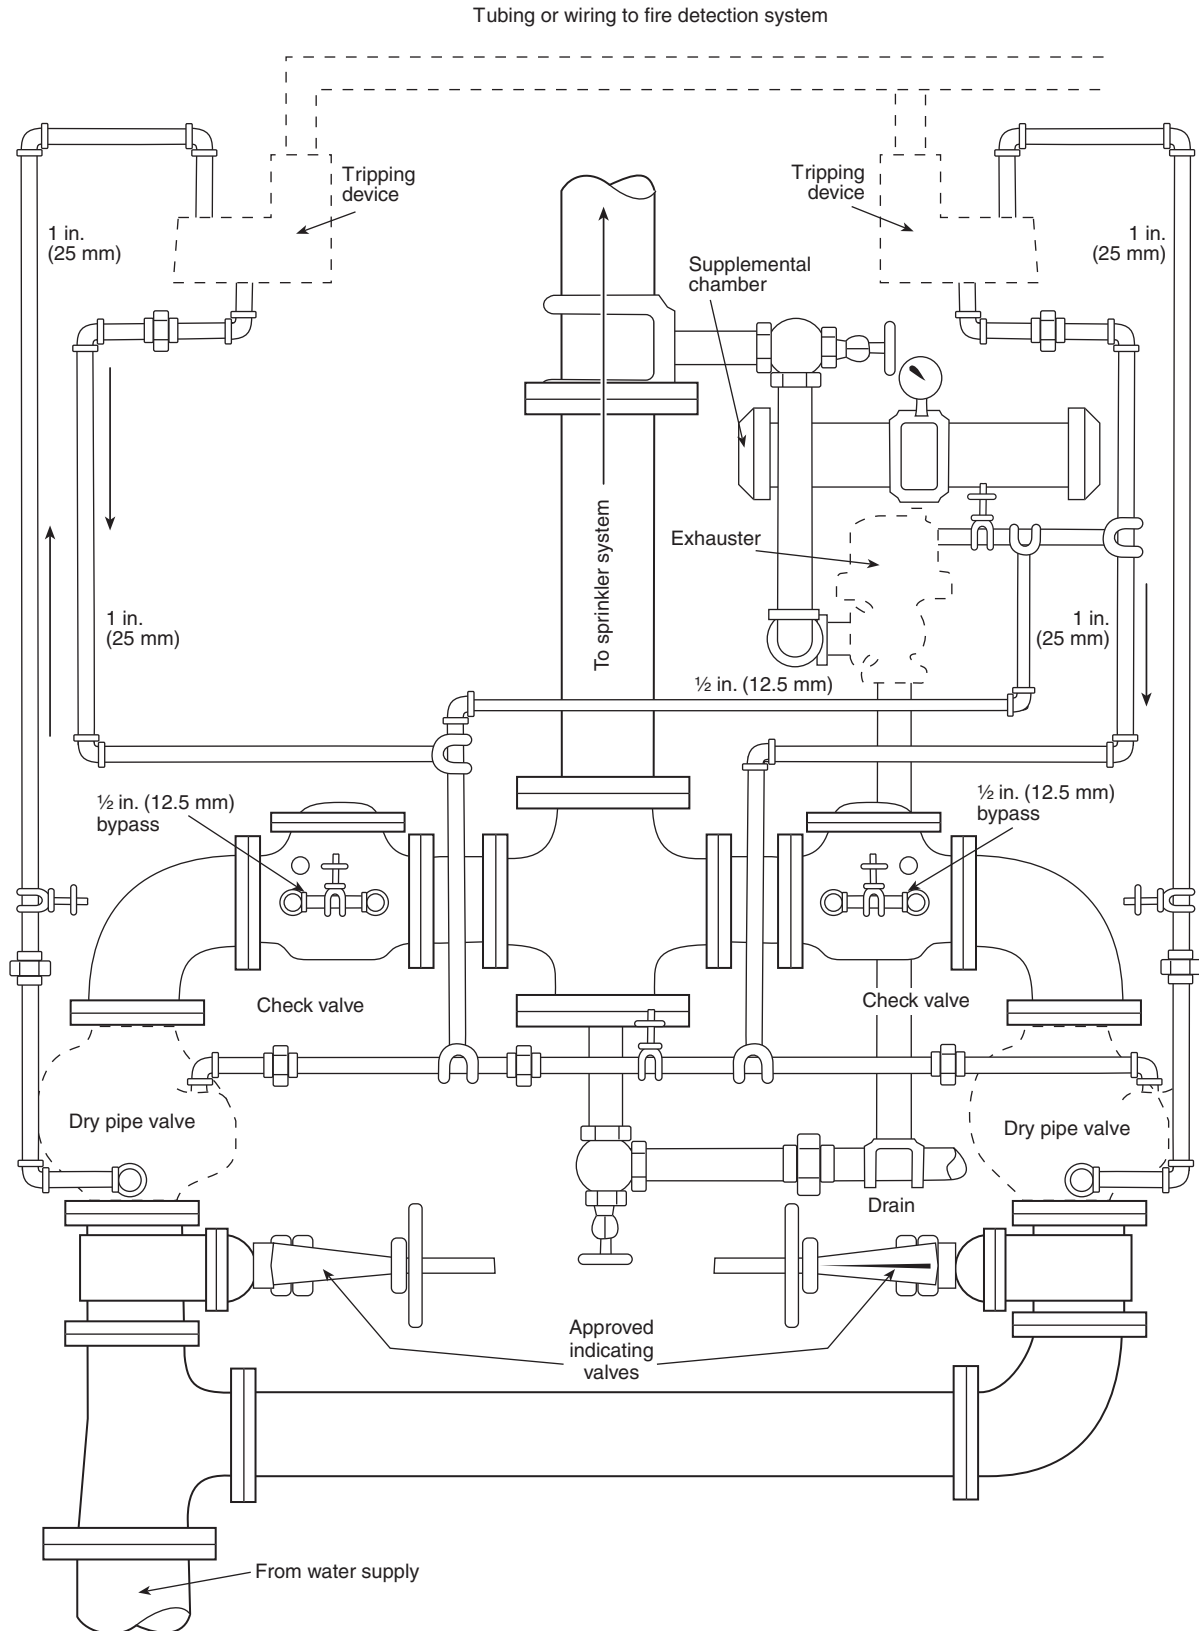 Tubing or wiring to fire detection system
Tripping
device
Tripping
device
1 in.
(25 mm)
1 in.
(25 mm)
Supplemental
chamber
To sprinkler system
Exhauster
1 in.
(25 mm)
1 in.
(25 mm)
½ in. (12.5 mm)
½ in. (12.5 mm)
bypass
½ in. (12.5 mm)
bypass
Check valve
Check valve
Dry pipe valve
Dry pipe valve
Drain
Approved
indicating
valves
From water supply